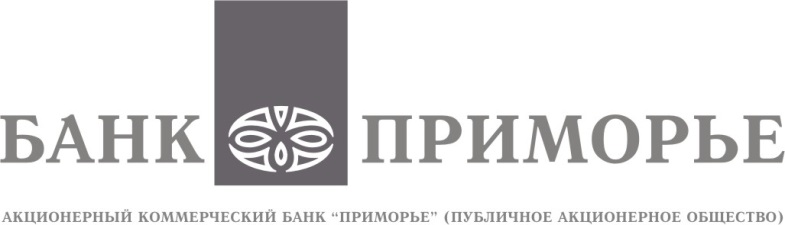 БАНК ПРИМОРЬЕ
АКЦИОНЕРНЫЙ КОММЕРЧЕСКИЙ БАНК “ПРИМОРЬЕ” (ПУБЛИЧНОЕ АКЦИОНЕРНОЕ ОБЩЕСТВО)